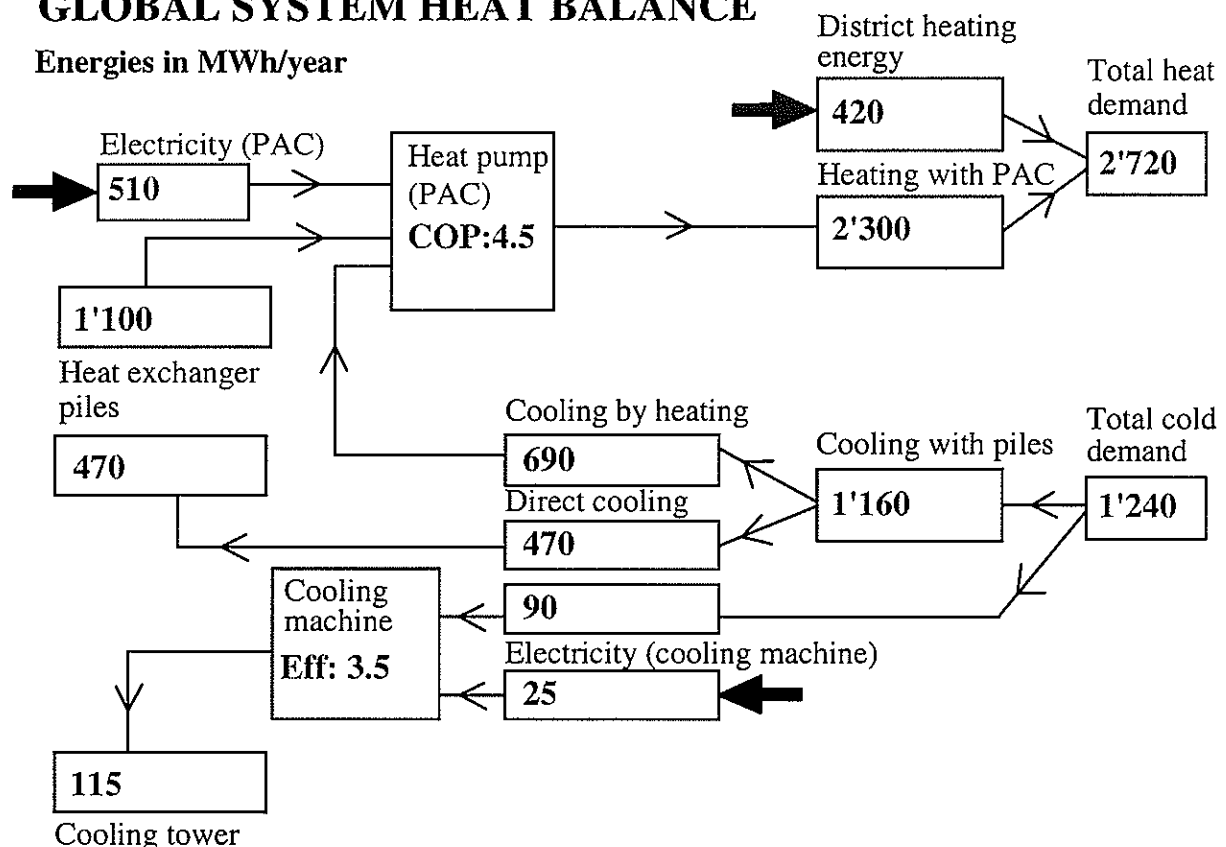 GLOBAL SYSTEM HEAT BALANCE
Energies in MWh/year
District heating
energy
420
Total heat
demand
2'720
Electricity (PAC)
510
Heat pump
(PAC)
COP:4.5
Heating with PAC
2'300
1'100
Heat exchanger
piles
470
Cooling by heating
690
Direct cooling
470
Cooling with piles
1'160
Total cold
demand
1'240
Cooling
machine
Eff: 3.5
90
Electricity (cooling machine)
25
115
Cooling tower